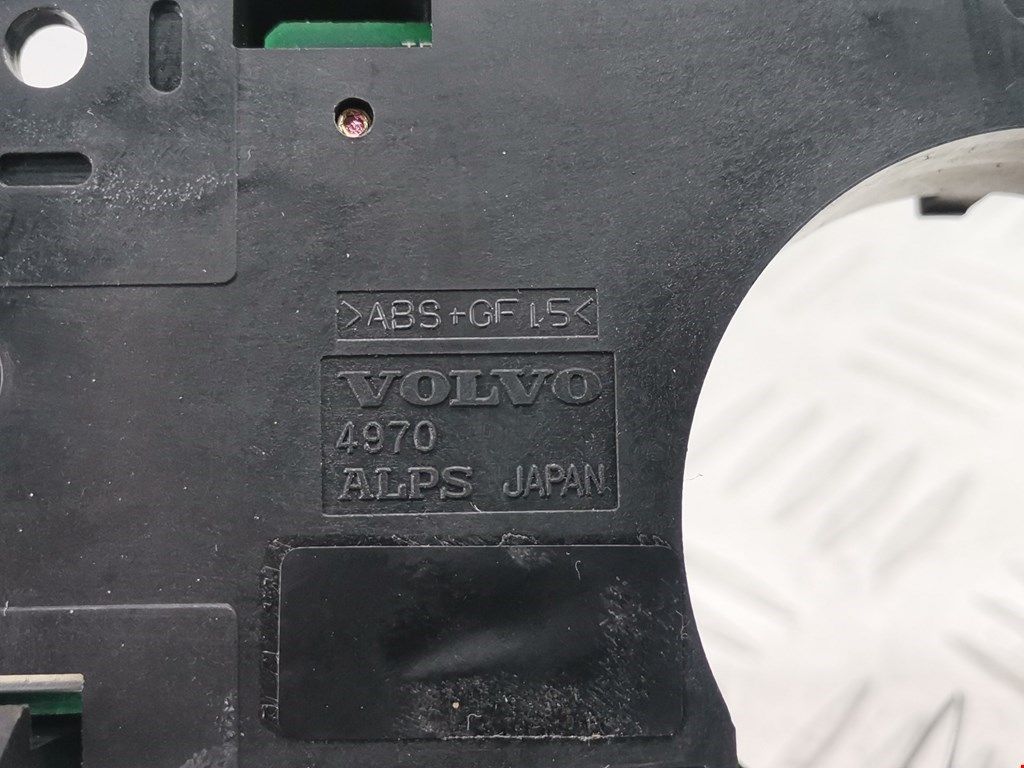 >ABS+GF15<
VOLVO
4970
ALPS JAPAN